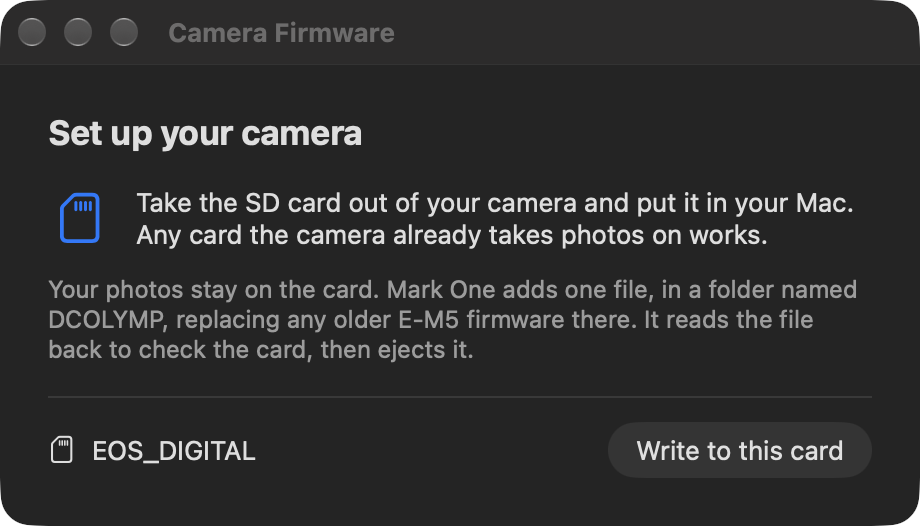 Camera Firmware
Set up your camera
Take the SD card out of your camera and put it in your Mac.
Any card the camera already takes photos on works.
Your photos stay on the card. Mark One adds one file, in a folder named
DCOLYMP, replacing any older E-M5 firmware there. It reads the file
back to check the card, then ejects it.
EOS_DIGITAL
Write to this card